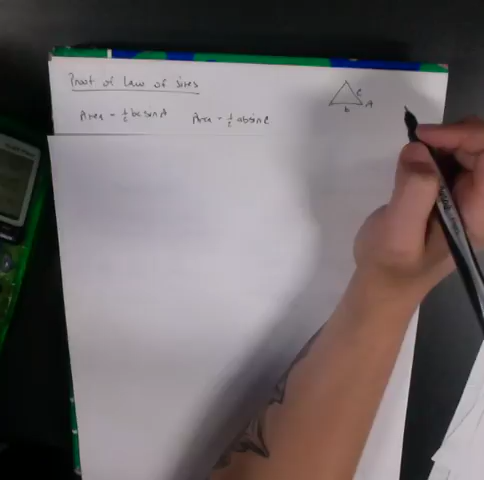 Proof of Law of sines
Area = 1/2 bc sin A    Area = 1/2 ab sin C
c
b A